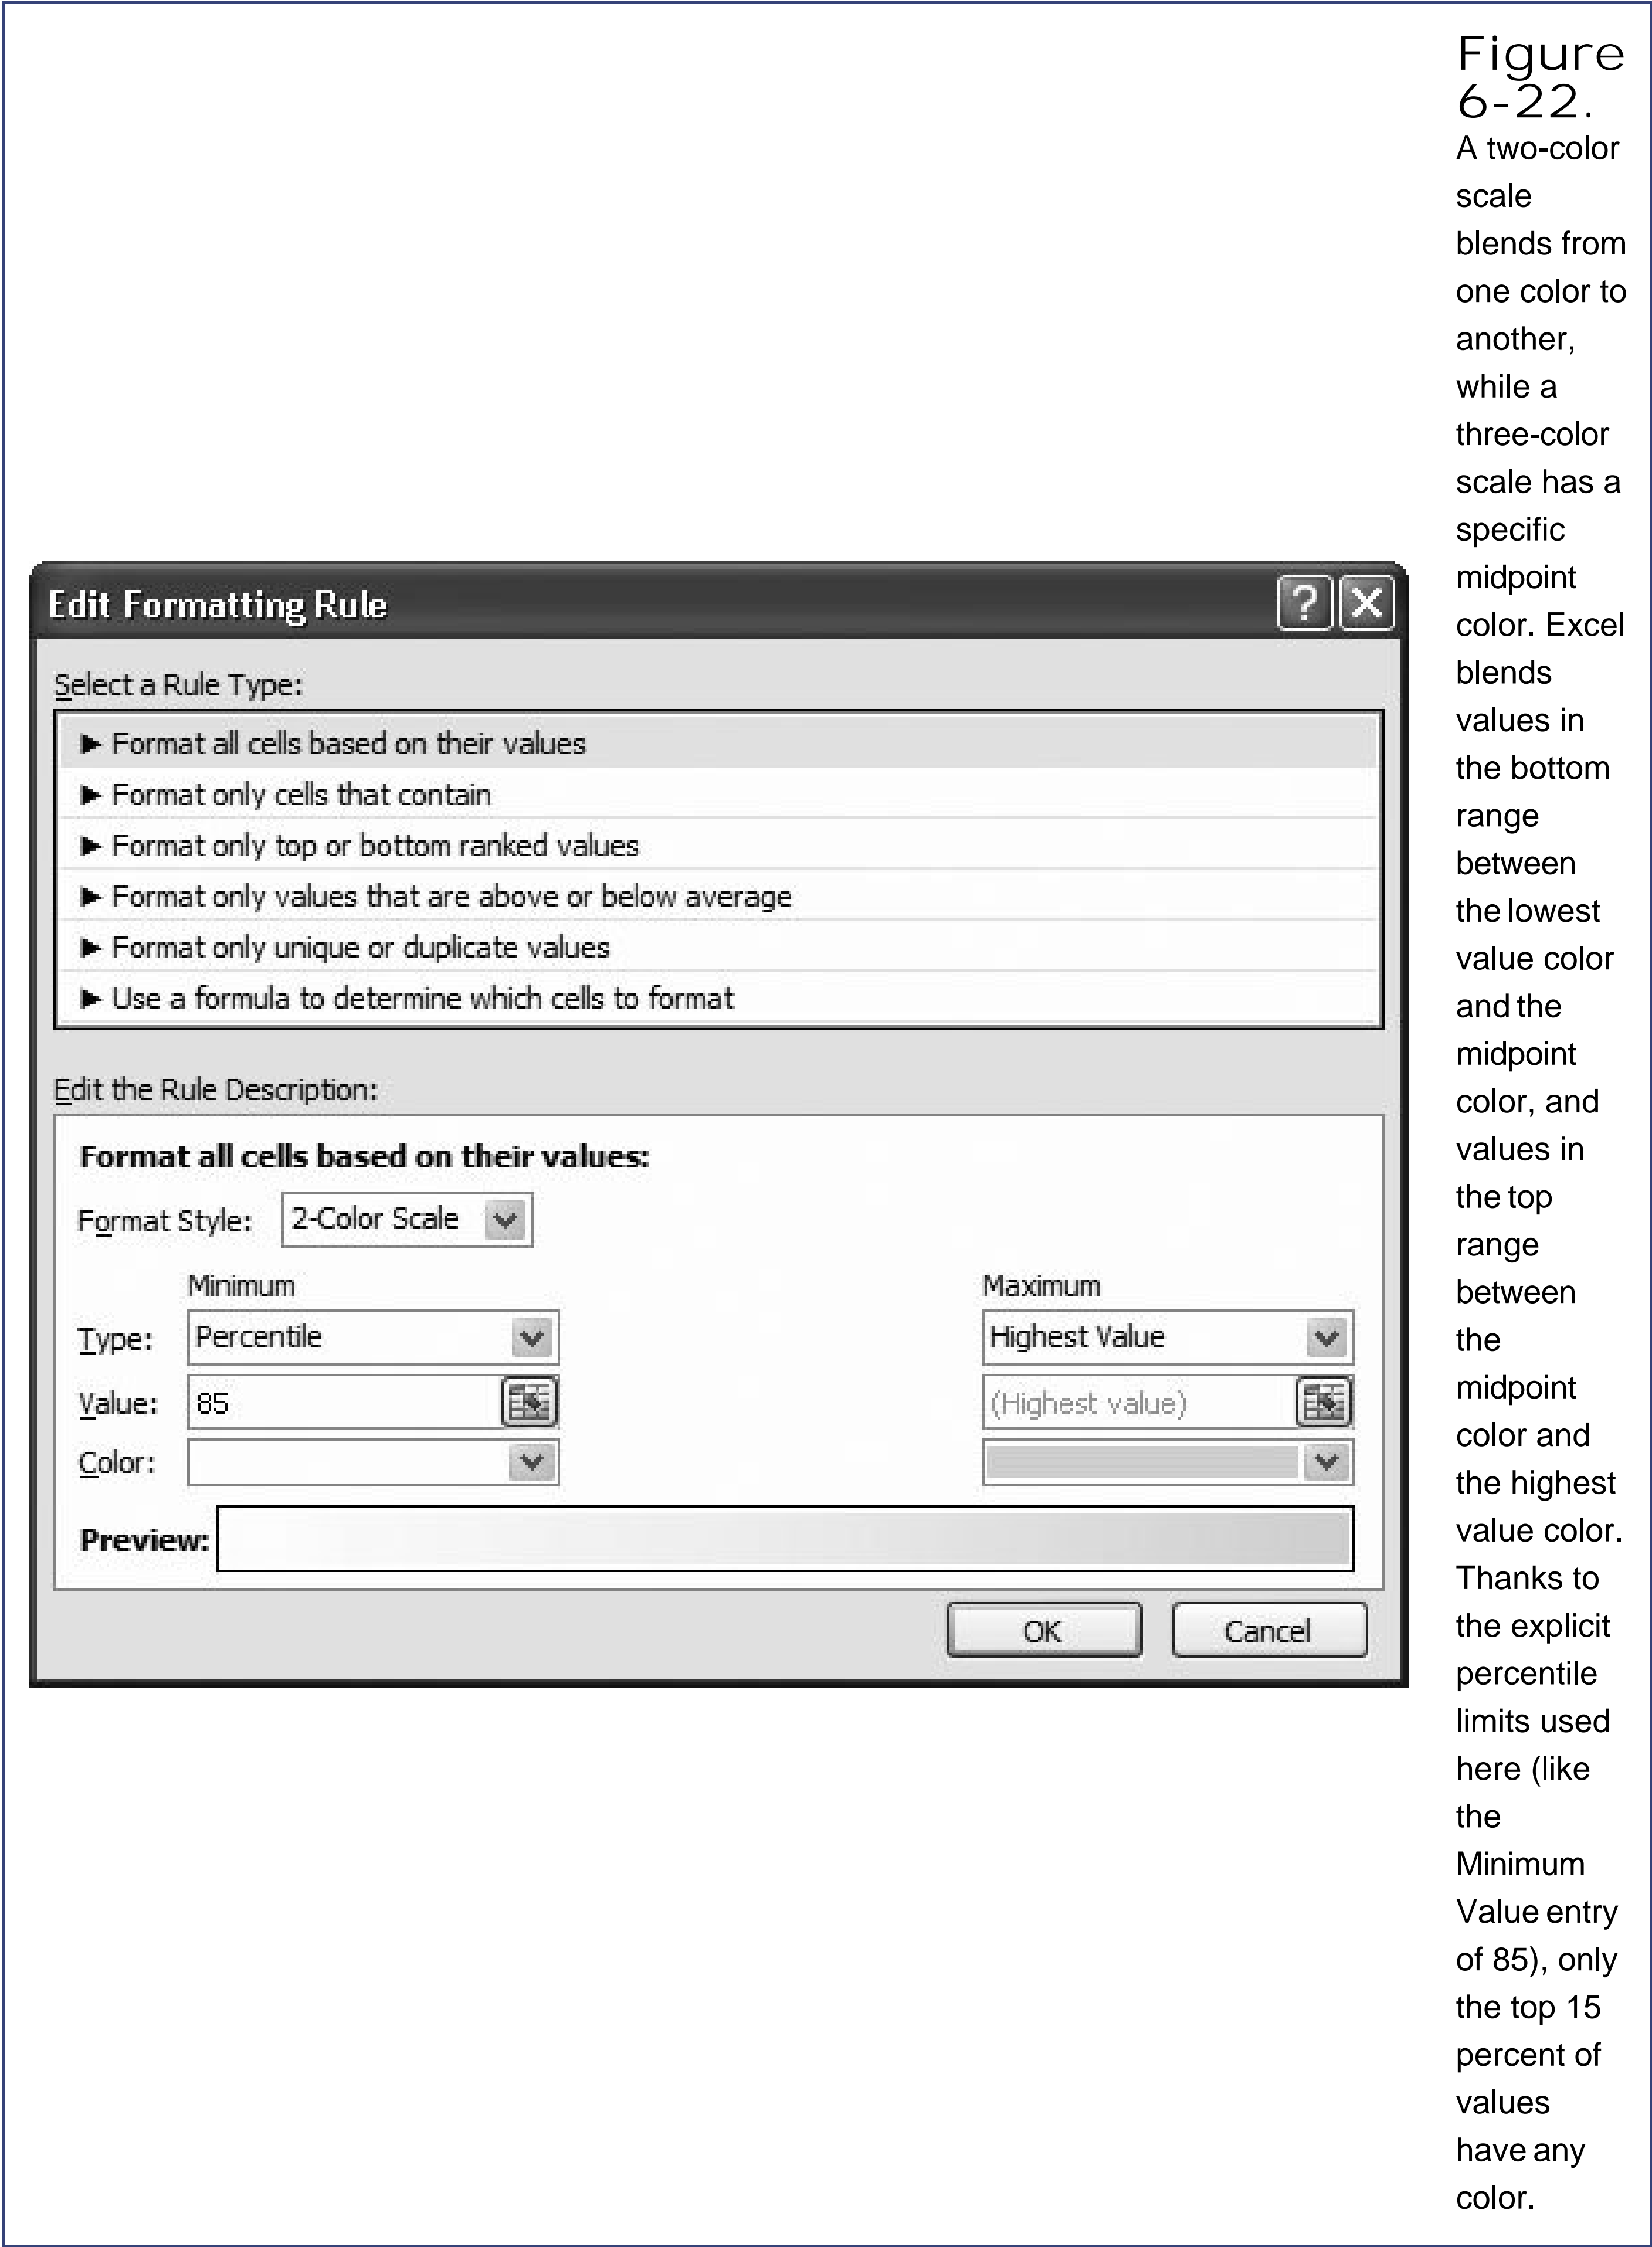 Figure
6-22.
A two-color
scale
blends from
one color to
another,
while a
three-color
scale has a
specific
midpoint
color. Excel
blends
values in
the bottom
range
between
the lowest
value color
and the
midpoint
color, and
values in
the top
range
between
the
midpoint
color and
the highest
value color.
Thanks to
the explicit
percentile
limits used
here (like
the
Minimum
Value entry
of 85), only
the top 15
percent of
values
have any
color.
Edit Formatting Rule
Select a Rule Type:
► Format all cells based on their values
► Format only cells that contain
► Format only top or bottom ranked values
► Format only values that are above or below average
► Format only unique or duplicate values
► Use a formula to determine which cells to format
Edit the Rule Description:
Format all cells based on their values:
Format Style: 2-Color Scale
Minimum Maximum
Type: Percentile Highest Value
Value: 85 (Highest value)
Color:
Preview:
OK Cancel